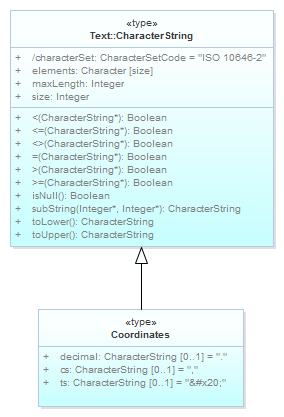 «type»
Text::CharacterString
+ /characterSet: CharacterSetCode = "ISO 10646-2"
+ elements: Character [size]
+ maxLength: Integer
+ size: Integer
+ <(CharacterString*): Boolean
+ <=(CharacterString*): Boolean
+ <>(CharacterString*): Boolean
+ =(CharacterString*): Boolean
+ >(CharacterString*): Boolean
+ >=(CharacterString*): Boolean
+ isNull(): Boolean
+ subString(Integer*, Integer*): CharacterString
+ toLower(): CharacterString
+ toUpper(): CharacterString
«type»
Coordinates
+ decimal: CharacterString [0..1] = "."
+ cs: CharacterString [0..1] = ","
+ ts: CharacterString [0..1] = "&#x20;"